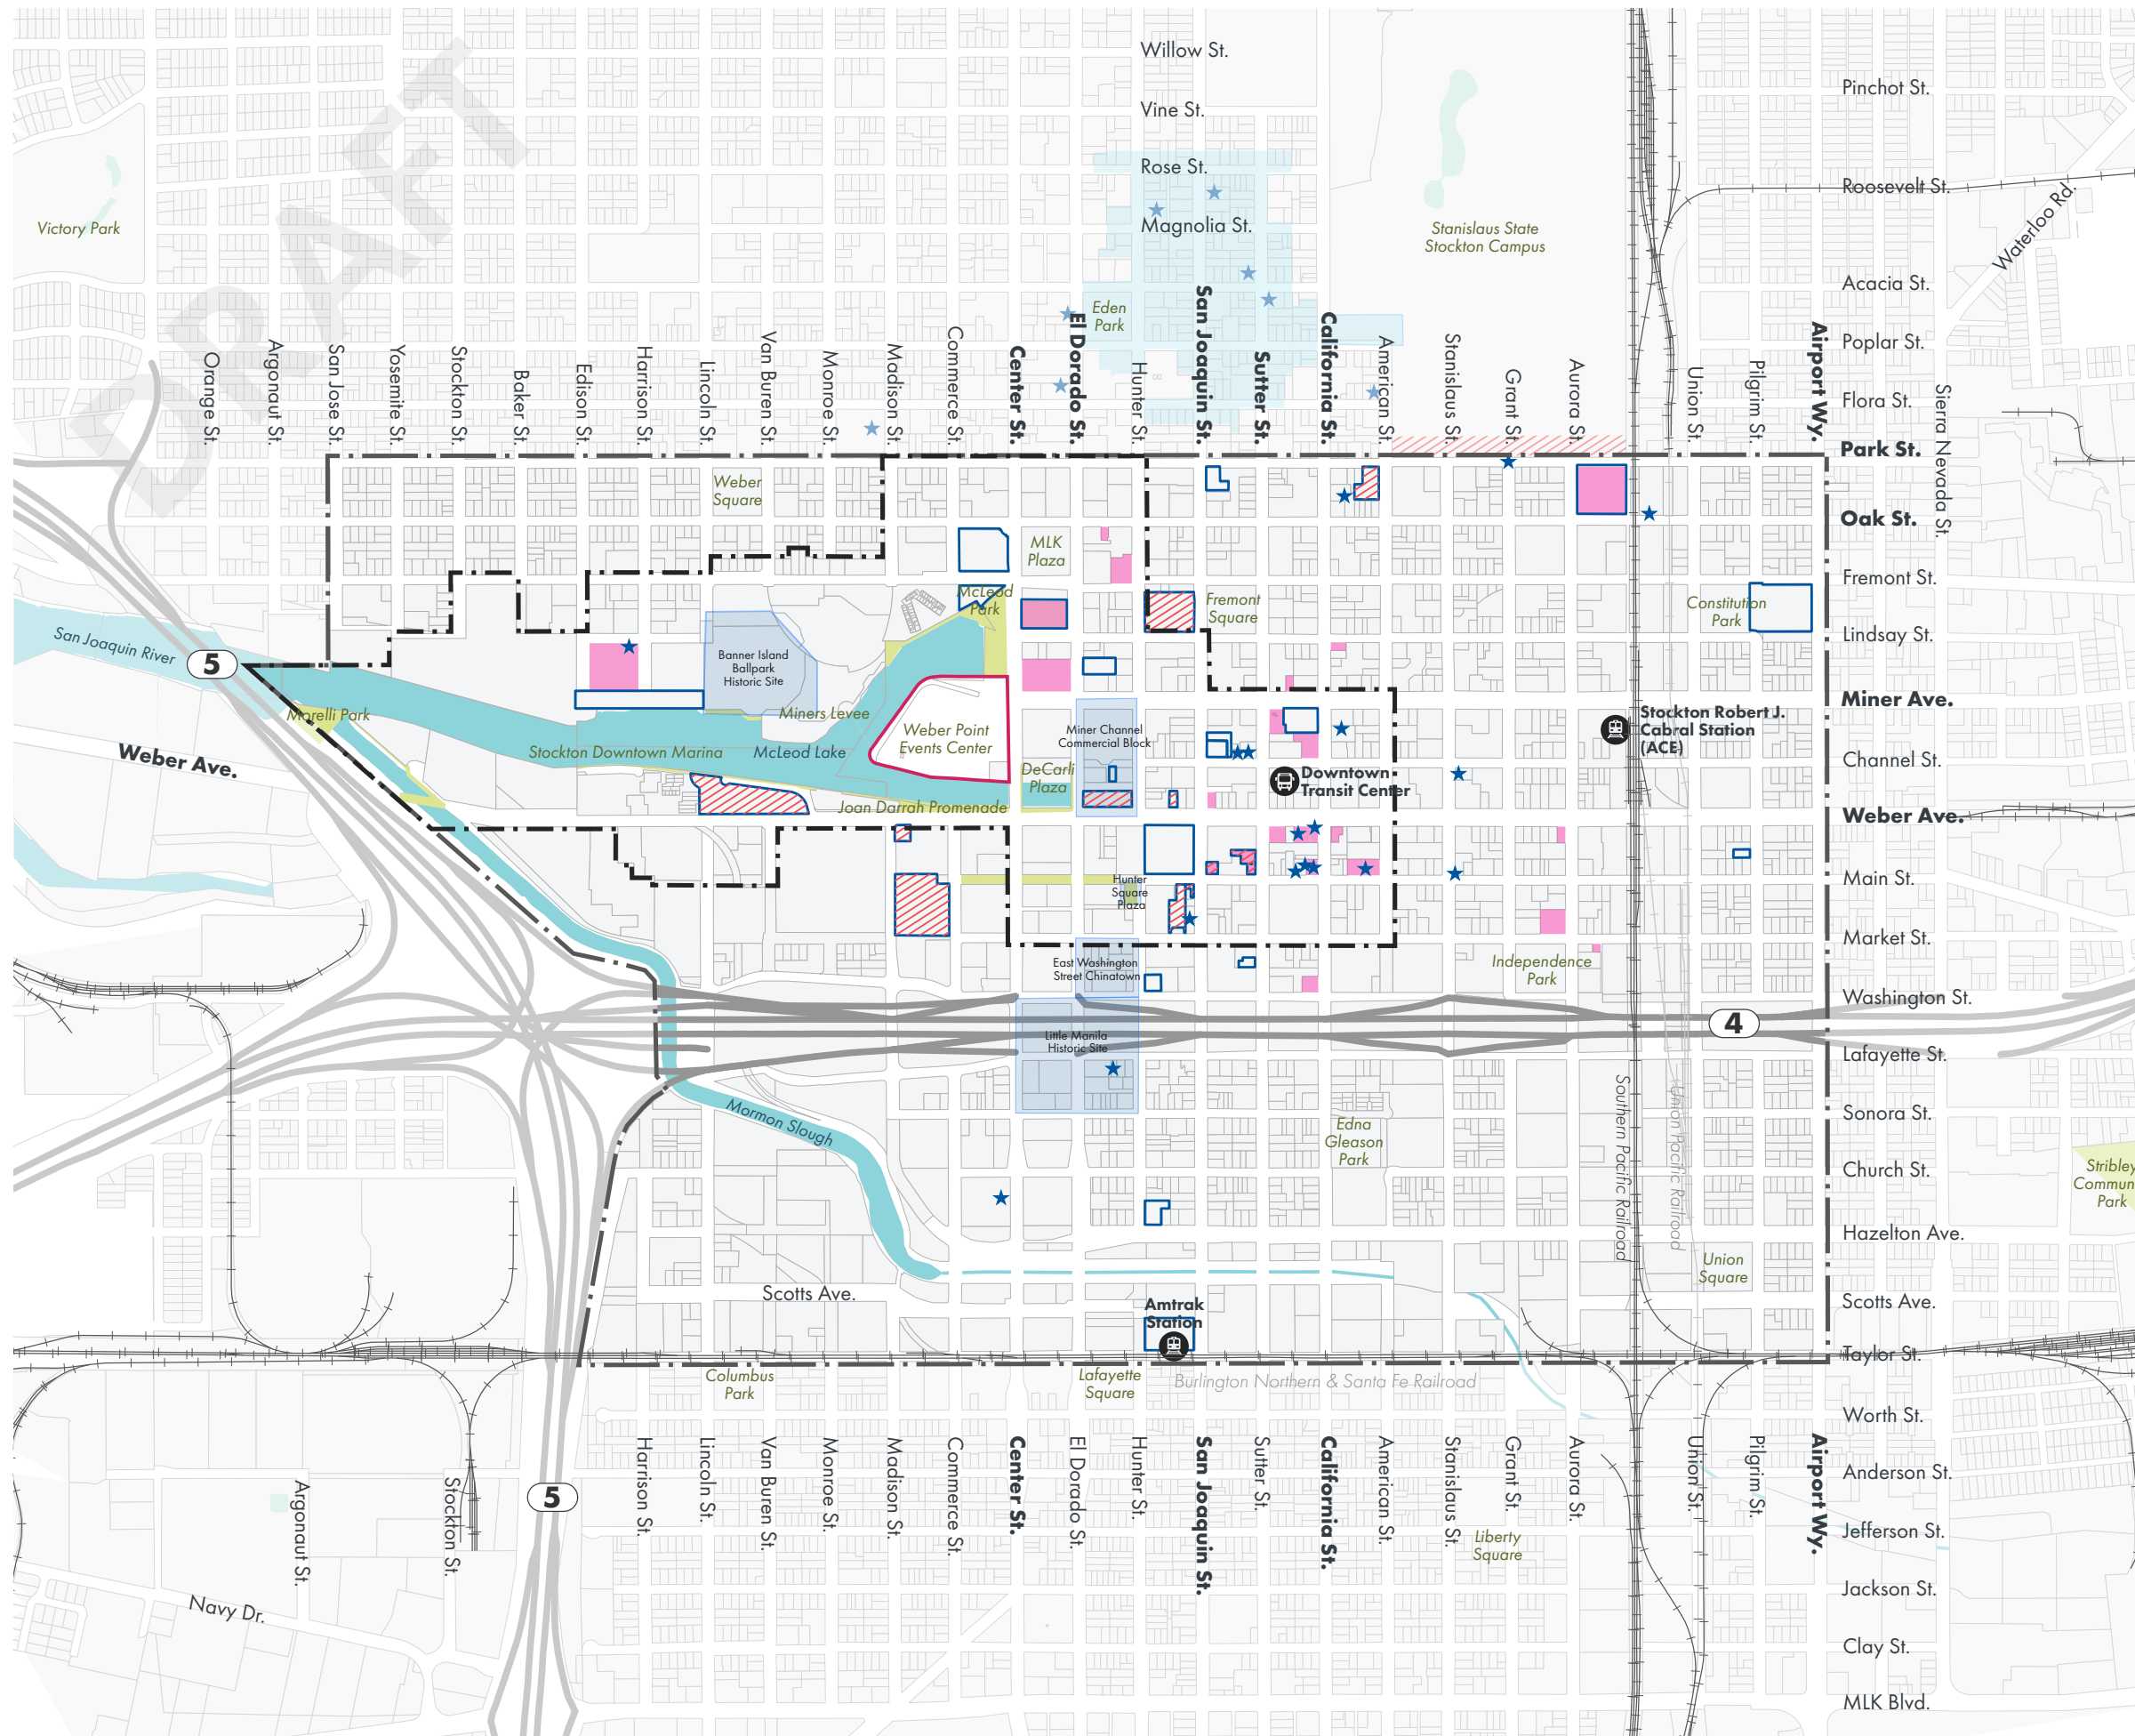 DRAFT
Willow St.
Vine St.
Rose St.
Magnolia St.
Pinchot St.
Roosevelt St.
Waterloo Rd.
Acacia St.
Poplar St.
Flora St.
Park St.
Oak St.
Fremont St.
Lindsay St.
Miner Ave.
Channel St.
Weber Ave.
Main St.
Market St.
Washington St.
Lafayette St.
Sonora St.
Church St.
Hazelton Ave.
Scotts Ave.
Taylor St.
Worth St.
Anderson St.
Jefferson St.
Jackson St.
Clay St.
MLK Blvd.
Sierra Nevada St.
Victory Park
Stanislaus State
Stockton Campus
Eden
Park
Orange St.
Argonaut St.
San Jose St.
Yosemite St.
Stockton St.
Baker St.
Edison St.
Harrison St.
Lincoln St.
Van Buren St.
Monroe St.
Madison St.
Commerce St.
Center St.
El Dorado St.
Hunter St.
San Joaquin St.
Sutter St.
California St.
American St.
Stanislaus St.
Grant St.
Aurora St.
Union St.
Pilgrim St.
Airport Wy.
Weber
Square
MLK
Plaza
McLeod
Park
Fremont
Square
Constitution
Park
San Joaquin River
5
Banner Island
Ballpark
Historic Site
Morelli Park
Miners Levee
Weber Point
Events Center
Miner Channel
Commercial Block
Stockton Robert J.
Cabral Station
(ACE)
Weber Ave.
Stockton Downtown Marina
McLeod Lake
DeCarli
Plaza
Downtown
Transit Center
Joan Darrah Promenade
Hunter
Square
Plaza
East Washington
Street Chinatown
Independence
Park
4
Little Manila
Historic Site
Mormon Slough
Edna
Gleason
Park
Southern Pacific Railroad
Union Pacific Railroad
Stribley
Commun
Park
Union
Square
Scotts Ave.
Amtrak
Station
Columbus
Park
Lafayette
Square
Burlington Northern & Santa Fe Railroad
Argonaut St.
Stockton St.
5
Harrison St.
Lincoln St.
Van Buren St.
Monroe St.
Madison St.
Commerce St.
Center St.
El Dorado St.
Hunter St.
San Joaquin St.
Sutter St.
California St.
American St.
Stanislaus St.
Grant St.
Aurora St.
Union St.
Pilgrim St.
Airport Wy.
Liberty
Square
Navy Dr.